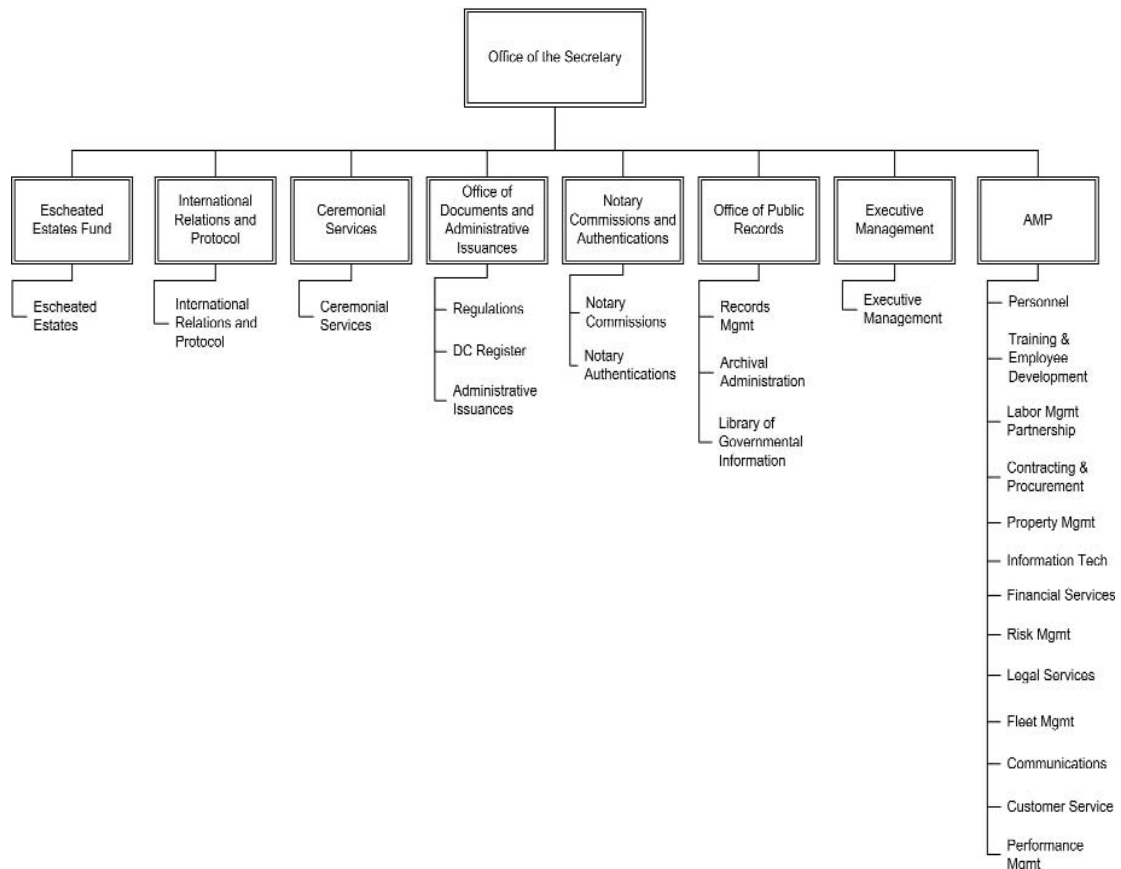 Office of the Secretary
Escheated
Estates Fund
International
Relations and
Protocol
Ceremonial
Services
Office of
Documents and
Administrative
Issuances
Notary
Commissions and
Authentications
Office of Public
Records
Executive
Management
AMP
Escheated
Estates
International
Relations and
Protocol
Ceremonial
Services
Regulations
DC Register
Administrative
Issuances
Notary
Commissions
Notary
Authentications
Records
Mgmt
Archival
Administration
Library of
Governmental
Information
Executive
Management
Personnel
Training &
Employee
Development
Labor Mgmt
Partnership
Contracting &
Procurement
Property Mgmt
Information Tech
Financial Services
Risk Mgmt
Legal Services
Fleet Mgmt
Communications
Customer Service
Performance
Mgmt